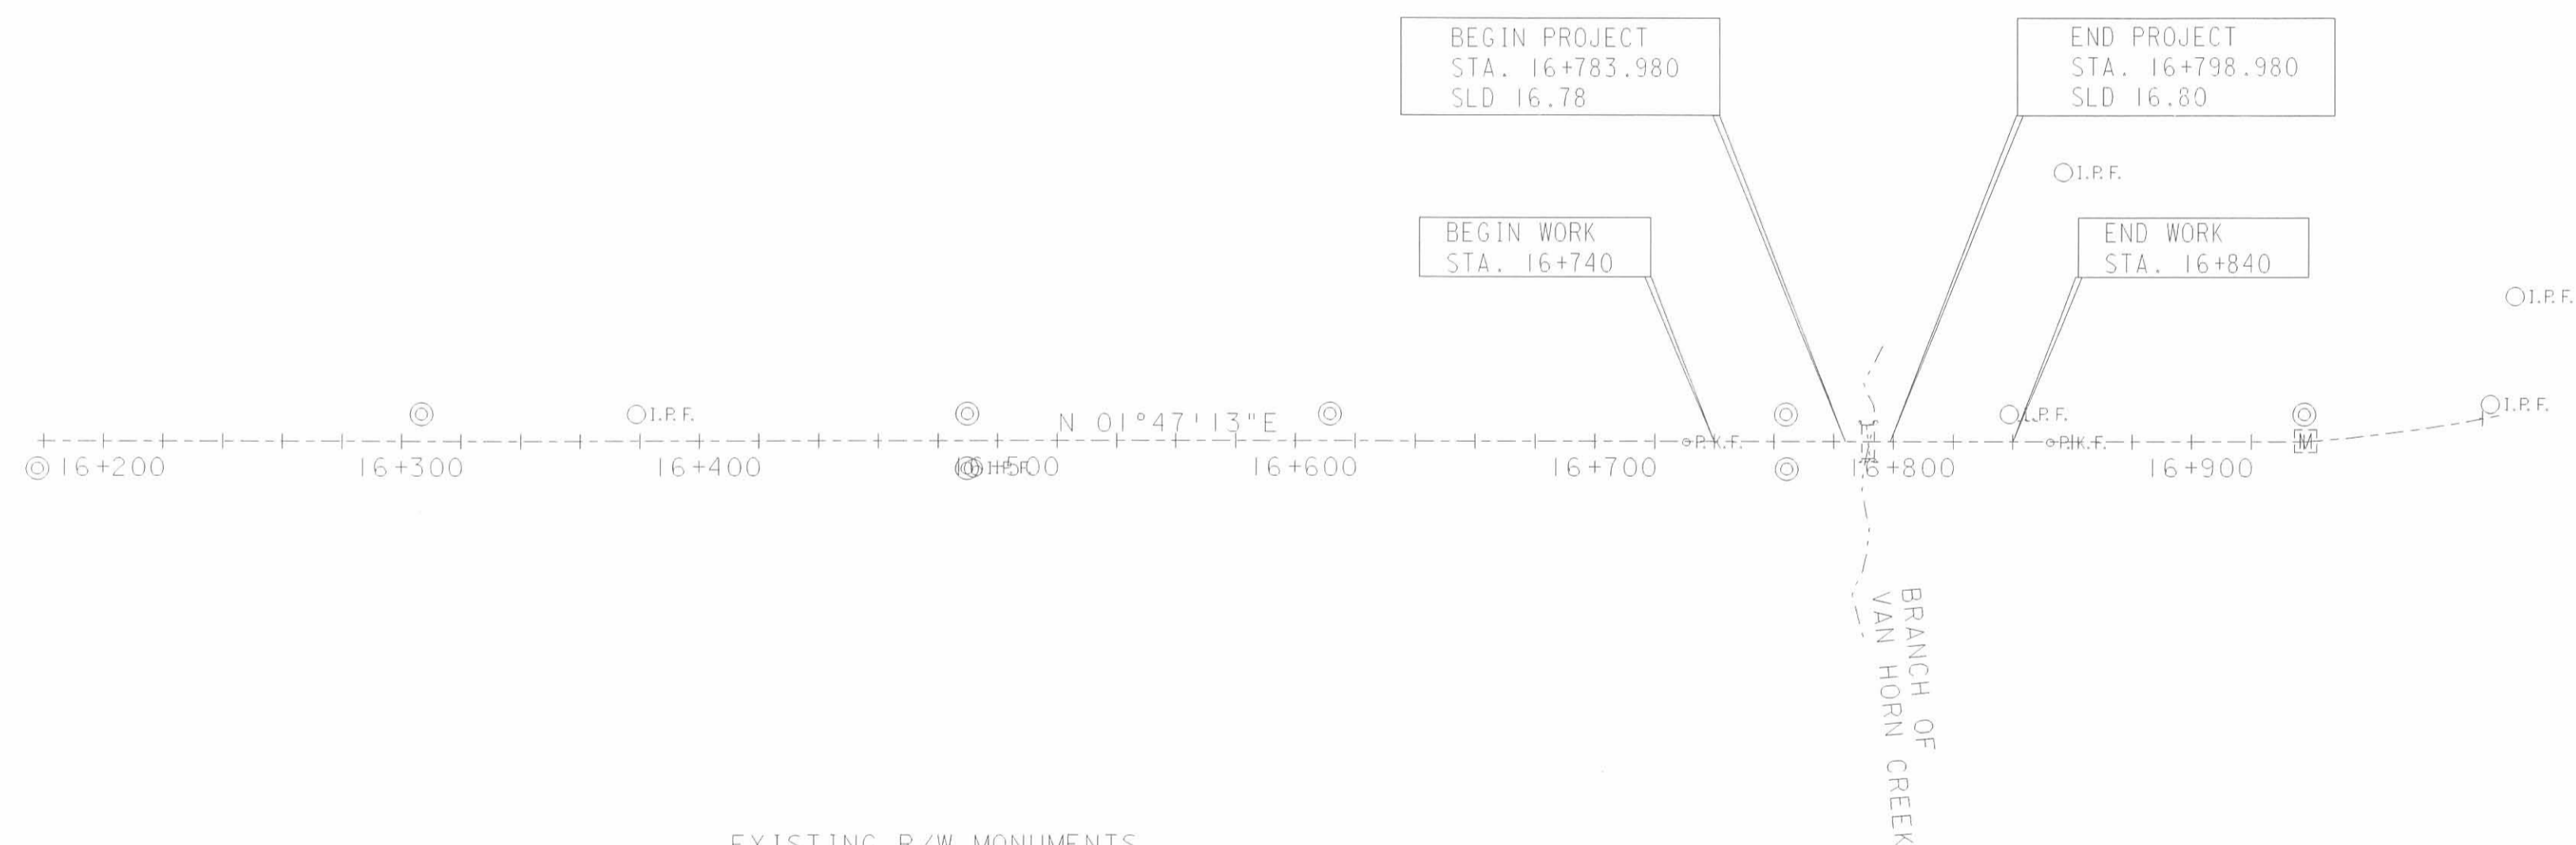 BEGIN PROJECT
STA. 16+783.980
SLD 16.78
END PROJECT
STA. 16+798.980
SLD 16.80
I.P.F.
BEGIN WORK
STA. 16+740
END WORK
STA. 16+840
I.P.F.
I.P.F.
N 01°47'13"E
I.P.F.
I.P.F.
P.K.F.
P.K.F.
M
16+200
16+300
16+400
16+500
I.P.F.
16+600
16+700
16+800
16+900
BRANCH OF
VAN HORN CREEK
EXISTING R/W MONUMENTS